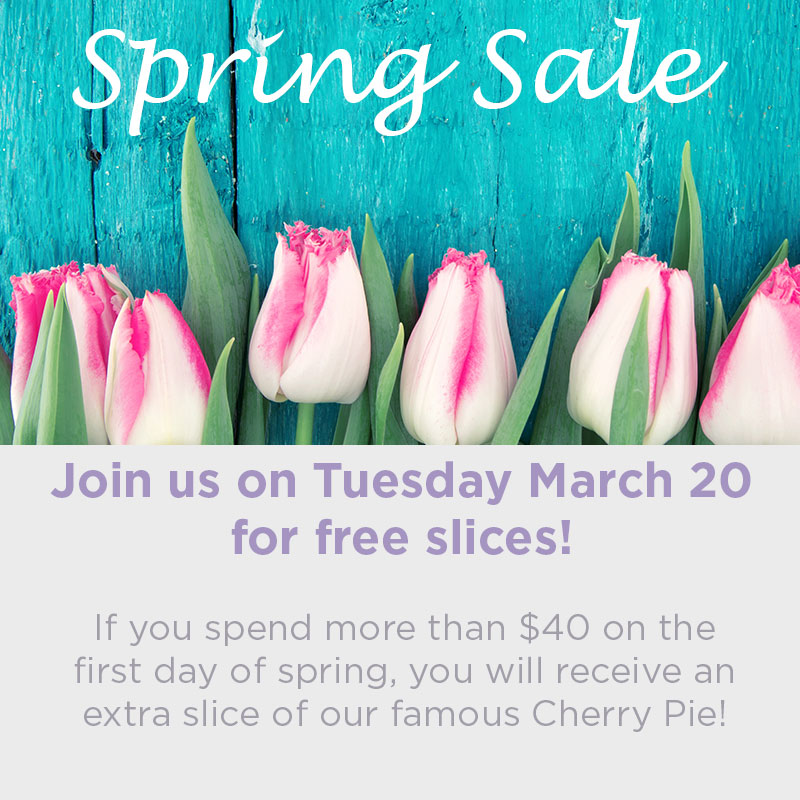 Spring Sale
Join us on Tuesday March 20
for free slices!
If you spend more than $40 on the
first day of spring, you will receive an
extra slice of our famous Cherry Pie!